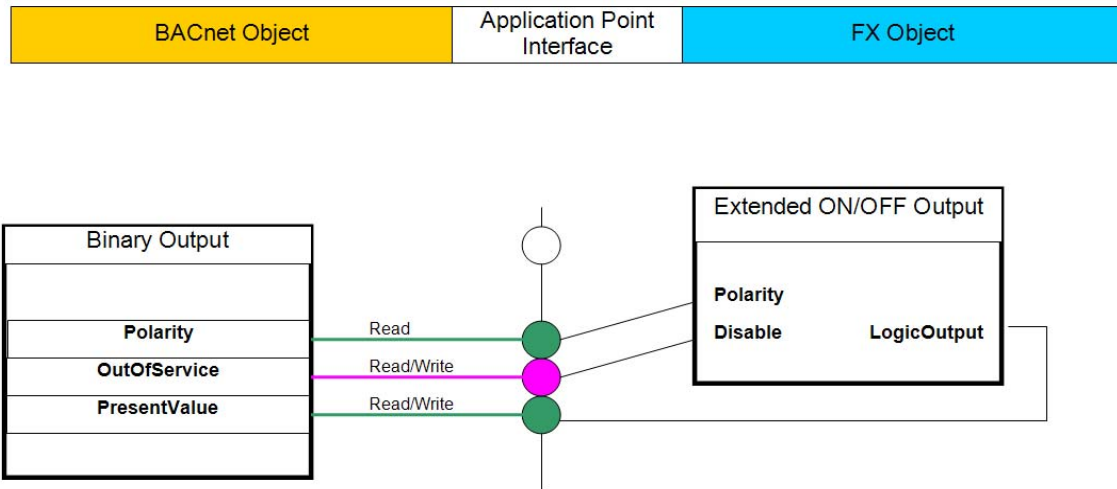 BACnet Object
Application Point
Interface
FX Object
Extended ON/OFF Output
Binary Output
Polarity
Polarity
Read
Disable
LogicOutput
OutOfService
Read/Write
PresentValue
Read/Write